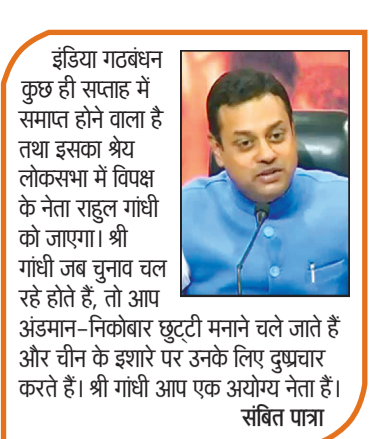 इंडिया गठबंधन
कुछ ही सप्ताह में
समाप्त होने वाला है
तथा इसका श्रेय
लोकसभा में विपक्ष
के नेता राहुल गांधी
को जाएगा। श्री
गांधी जब चुनाव चल
रहे होते हैं, तो आप
अंडमान-निकोबार छुट्टी मनाने चले जाते हैं
और चीन के इशारे पर उनके लिए दुष्प्रचार
करते हैं। श्री गांधी आप एक अयोग्य नेता हैं।
संबित पात्रा